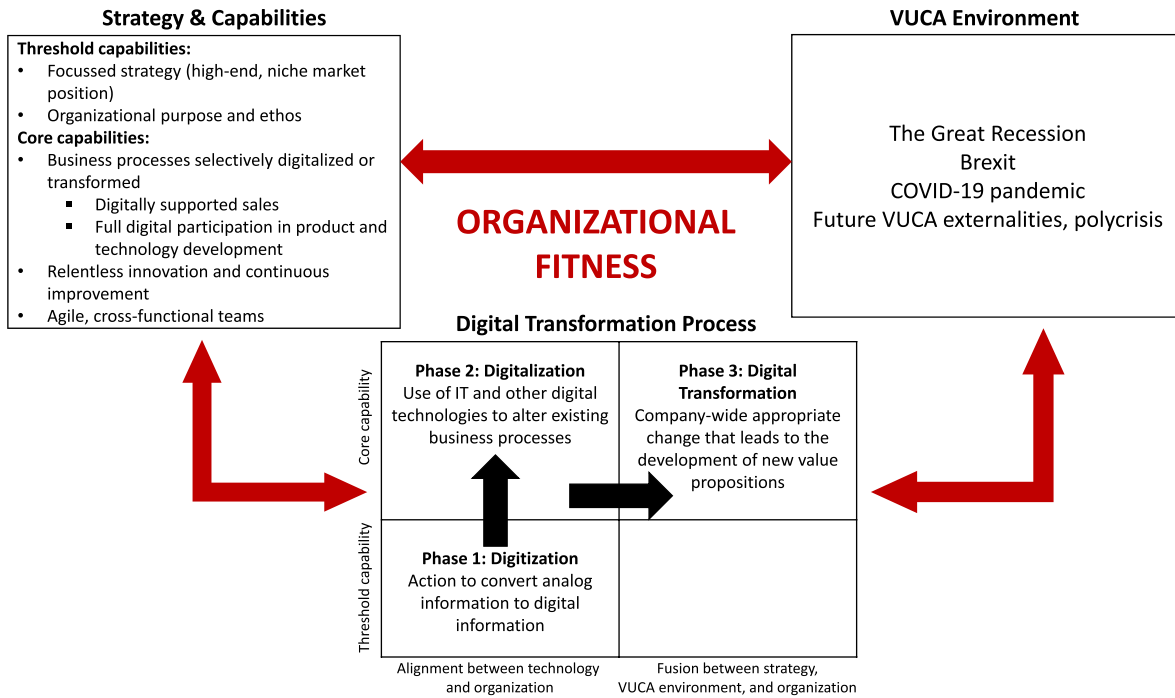 Strategy & Capabilities
Threshold capabilities:
• Focussed strategy (high-end, niche market
position)
• Organizational purpose and ethos
Core capabilities:
• Business processes selectively digitalized or
transformed
▪ Digitally supported sales
▪ Full digital participation in product and
technology development
• Relentless innovation and continuous
improvement
• Agile, cross-functional teams
VUCA Environment
The Great Recession
Brexit
COVID-19 pandemic
Future VUCA externalities, polycrisis
ORGANIZATIONAL
FITNESS
Digital Transformation Process
Core capability
Phase 2: Digitalization
Use of IT and other digital
technologies to alter existing
business processes
Phase 3: Digital
Transformation
Company-wide appropriate
change that leads to the
development of new value
propositions
Threshold capability
Phase 1: Digitization
Action to convert analog
information to digital
information
Alignment between technology
and organization
Fusion between strategy,
VUCA environment, and organization